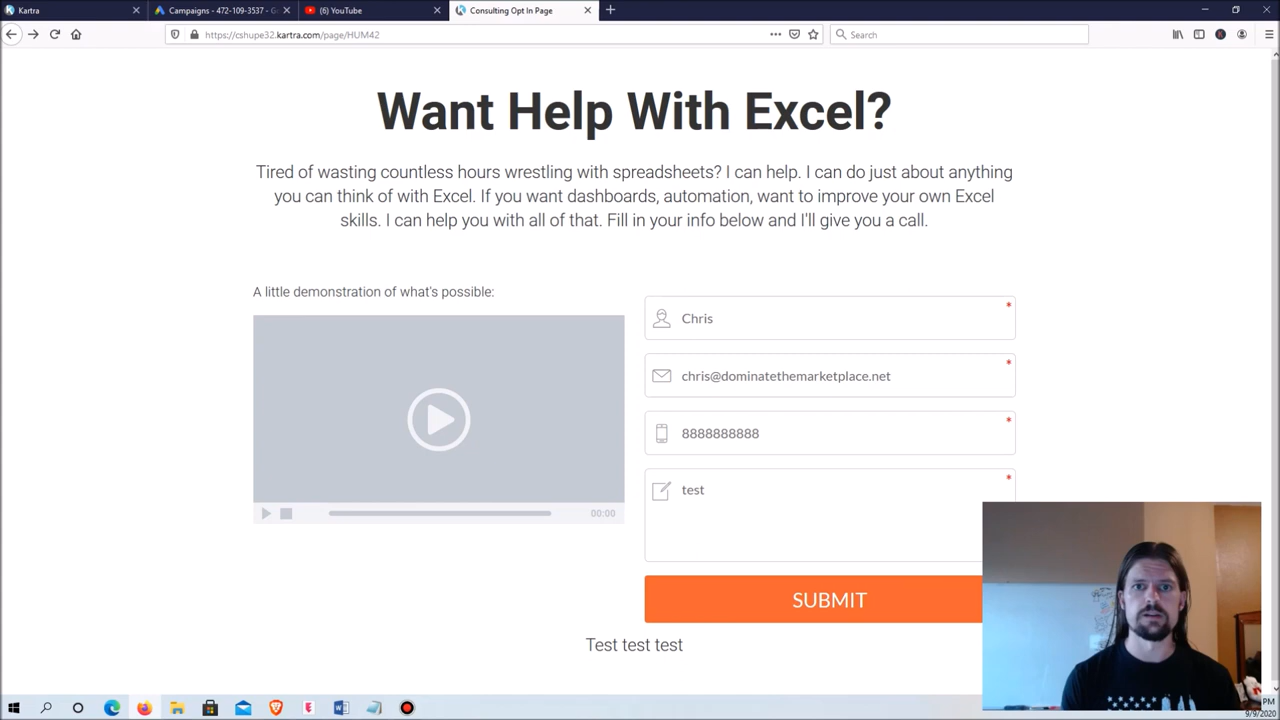 Kartra
Campaigns - 472-109-3537 - G
(6) YouTube
Consulting Opt In Page
https://cshupe32.kartra.com/page/HUM42
Search
Want Help With Excel?
Tired of wasting countless hours wrestling with spreadsheets? I can help. I can do just about anything
you can think of with Excel. If you want dashboards, automation, want to improve your own Excel
skills. I can help you with all of that. Fill in your info below and I'll give you a call.
A little demonstration of what's possible:
00:00
Chris
*
chris@dominatethemarketplace.net
*
8888888888
*
test
*
SUBMIT
Test test test
PM
9/9/2020